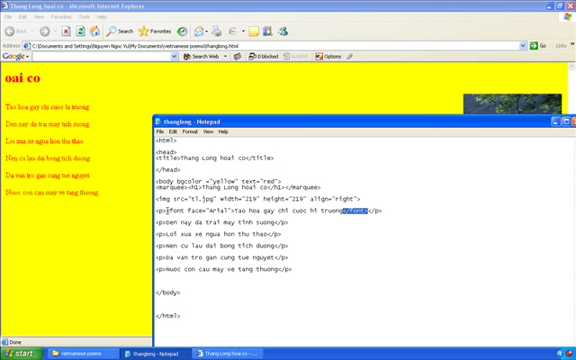 Thang Long hoai co - Microsoft Internet Explorer
File Edit View Favorites Tools Help
Back Search Favorites
Address C:\Documents and Settings\Nguyen Ngoc Vu\My Documents\vietnamese poems\thanglong.html Go Links
Google Search Web 0 blocked Options
oai co
Tao hoa gay chi cuoc hi truong
Den nay da trai may tinh suong
Loi xua xe ngua hon thu thao
Nen cu lau dai bong tich duong
Da van tro gan cung tue nguyet
Nuoc con cau may ve tang thuong
thanglong - Notepad
File Edit Format View Help
<html>
<head>
<title>Thang Long hoai co</title>
</head>
<body bgcolor ="yellow" text="red">
<marquee><h1>Thang Long hoai co</h1></marquee>
<img src="tl.jpg" width="219" height="219" align="right">
<p><font face="Arial">Tao hoa gay chi cuoc hi truong</font></p>
<p>Den nay da trai may tinh suong</p>
<p>Loi xua xe ngua hon thu thao</p>
<p>Nen cu lau dai bong tich duong</p>
<p>Da van tro gan cung tue nguyet</p>
<p>Nuoc con cau may ve tang thuong</p>
</body>
</html>
Done
start vietnamese poems thanglong - Notepad Thang Long hoai co - ...